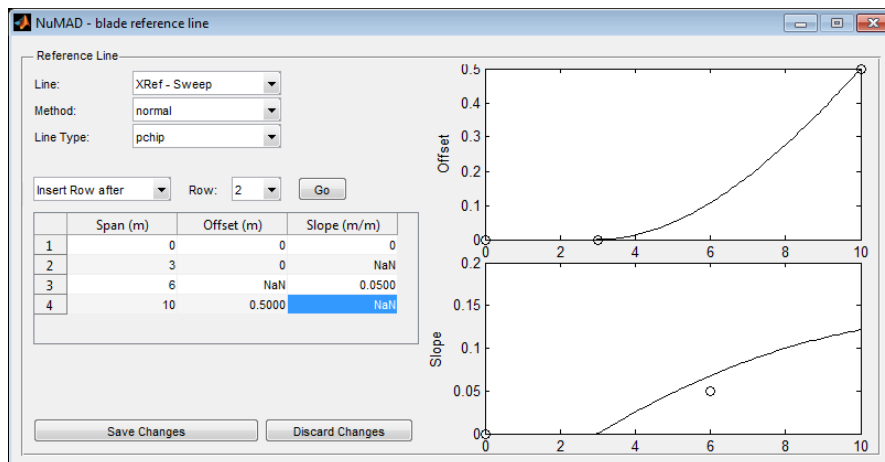 NuMAD - blade reference line
Reference Line
Line: XRef - Sweep
Method: normal
Line Type: pchip
Insert Row after Row: 2 Go
Span (m) Offset (m) Slope (m/m)
1 0 0 0
2 3 0 NaN
3 6 NaN 0.0500
4 10 0.5000 NaN
Save Changes Discard Changes
0.5
0.4
0.3
0.2
0.1
0
Offset
0 2 4 6 8 10
0.2
0.15
0.1
0.05
0
Slope
0 2 4 6 8 10